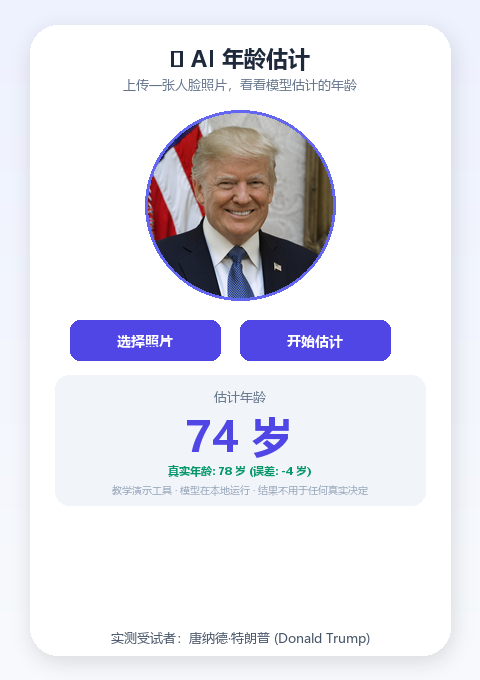 AI 年龄估计
上传一张人脸照片，看看模型估计的年龄
选择照片
开始估计
估计年龄
74 岁
真实年龄: 78 岁 (误差: -4 岁)
教学演示工具 · 模型在本地运行 · 结果不用于任何真实决定
实测受试者：唐纳德·特朗普 (Donald Trump)